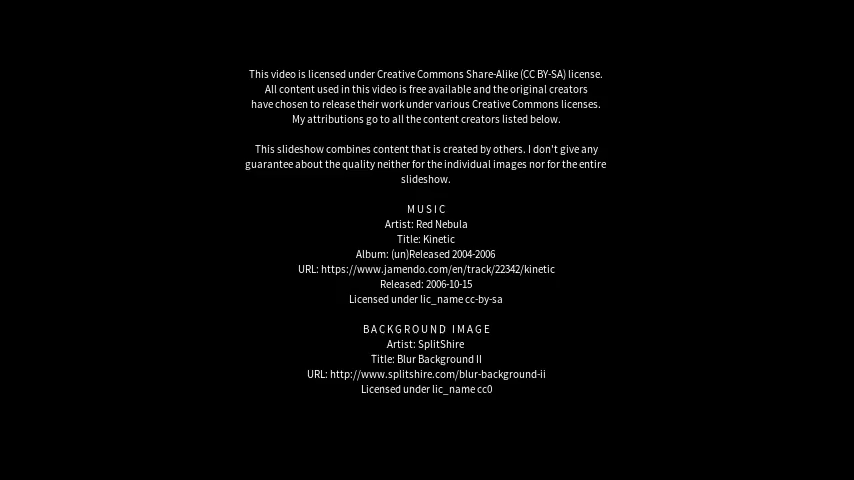 This video is licensed under Creative Commons Share-Alike (CC BY-SA) license.
All content used in this video is free available and the original creators
have chosen to release their work under various Creative Commons licenses.
My attributions go to all the content creators listed below.
This slideshow combines content that is created by others. I don't give any
guarantee about the quality neither for the individual images nor for the entire
slideshow.
MUSIC
Artist: Red Nebula
Title: Kinetic
Album: (un)Released 2004-2006
URL: https://www.jamendo.com/en/track/22342/kinetic
Released: 2006-10-15
Licensed under lic_name cc-by-sa
BACKGROUND IMAGE
Artist: SplitShire
Title: Blur Background II
URL: http://www.splitshire.com/blur-background-ii
Licensed under lic_name cc0